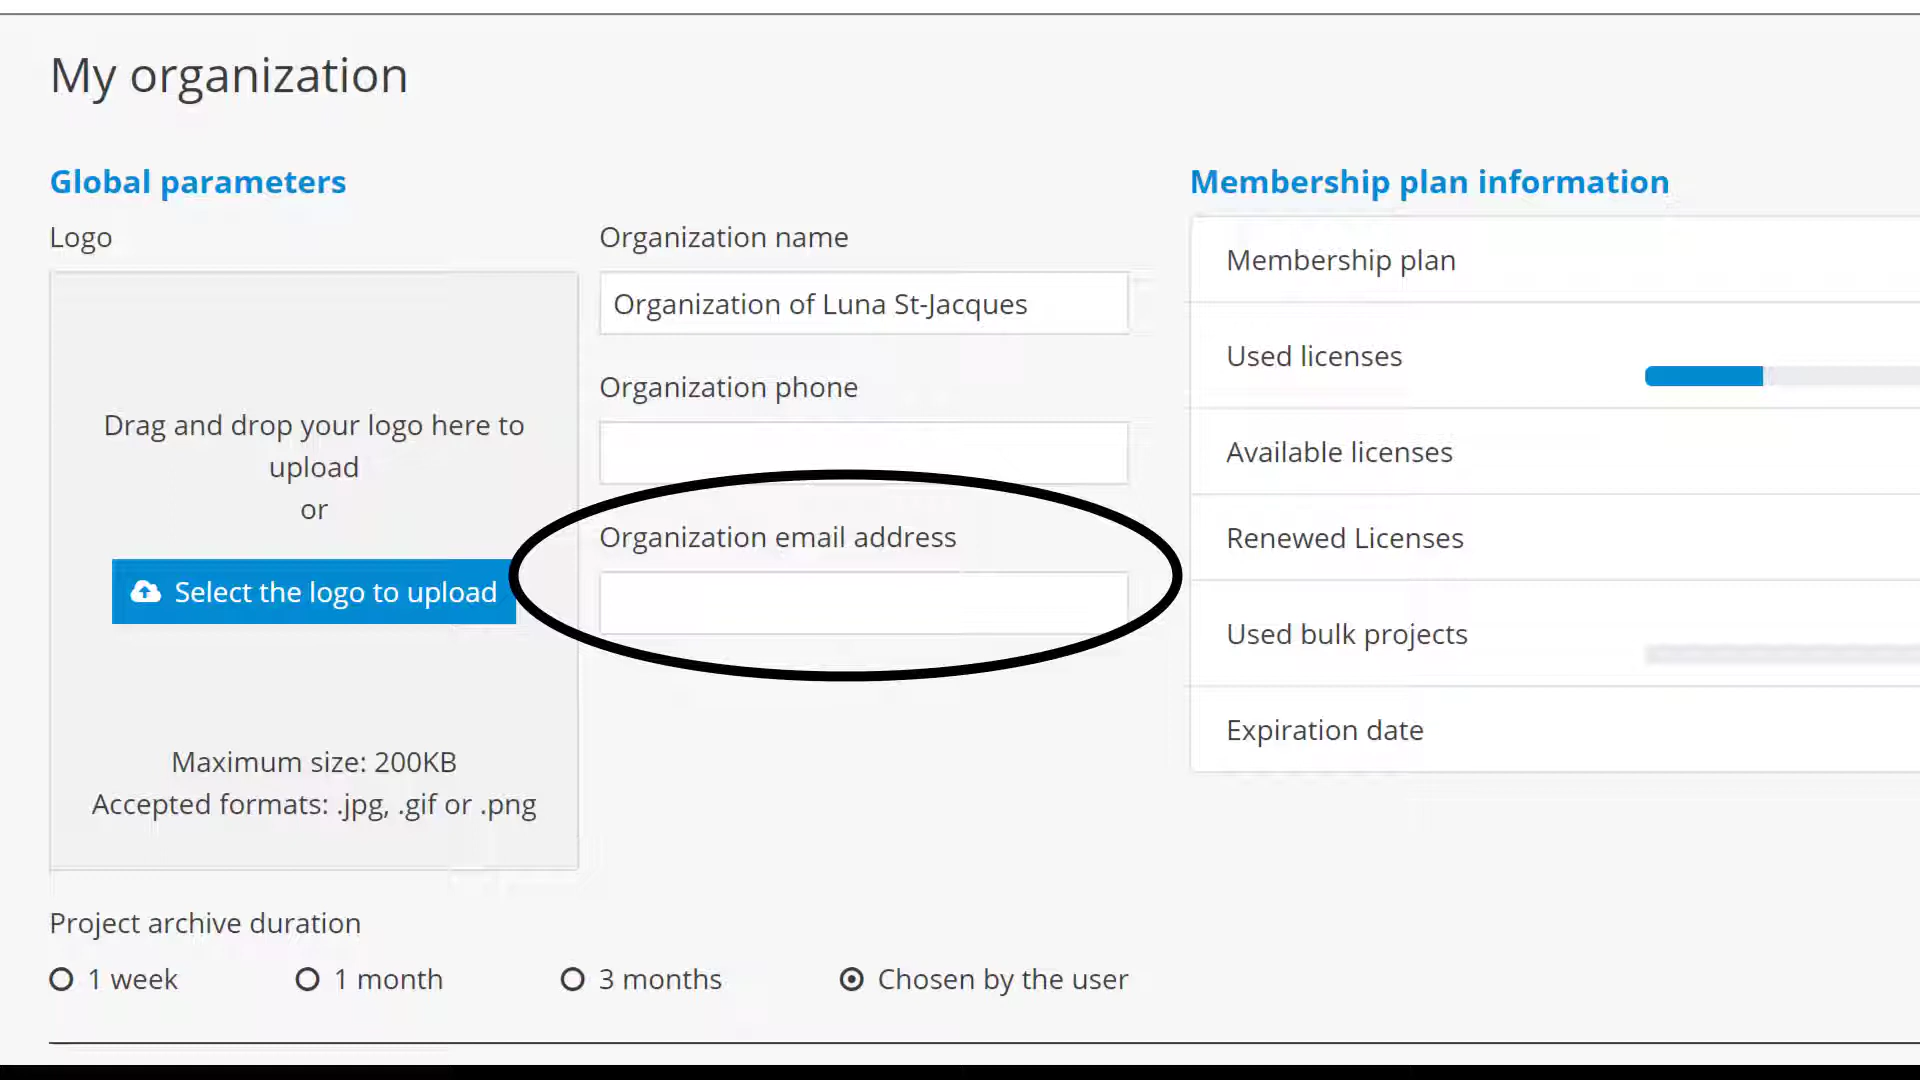 My organization
Global parameters
Logo
Drag and drop your logo here to
upload
or
Select the logo to upload
Maximum size: 200KB
Accepted formats: .jpg, .gif or .png
Organization name
Organization of Luna St-Jacques
Organization phone
Organization email address
Membership plan information
Membership plan
Used licenses
Available licenses
Renewed Licenses
Used bulk projects
Expiration date
Project archive duration
1 week
1 month
3 months
Chosen by the user